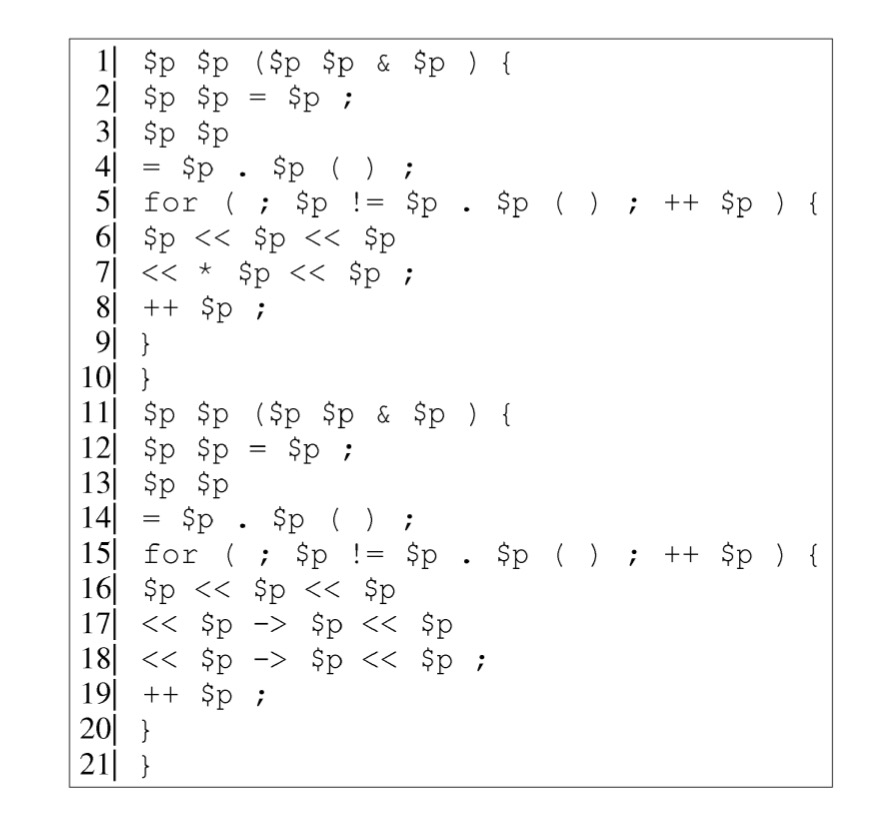 1| $p $p ($p $p & $p ) {
2| $p $p = $p ;
3| $p $p
4| = $p . $p ( ) ;
5| for ( ; $p != $p . $p ( ) ; ++ $p ) {
6| $p << $p << $p
7| << * $p << $p ;
8| ++ $p ;
9| }
10| }
11| $p $p ($p $p & $p ) {
12| $p $p = $p ;
13| $p $p
14| = $p . $p ( ) ;
15| for ( ; $p != $p . $p ( ) ; ++ $p ) {
16| $p << $p << $p
17| << $p -> $p << $p
18| << $p -> $p << $p ;
19| ++ $p ;
20| }
21| }